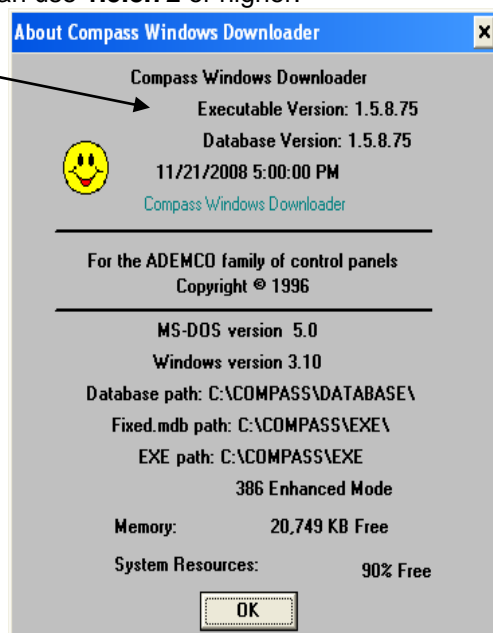 or higher.
About Compass Windows Downloader
Compass Windows Downloader
Executable Version: 1.5.8.75
Database Version: 1.5.8.75
11/21/2008 5:00:00 PM
Compass Windows Downloader
For the ADEMCO family of control panels
Copyright © 1996
MS-DOS version 5.0
Windows version 3.10
Database path: C:\COMPASS\DATABASE\
Fixed.mdb path: C:\COMPASS\EXE\
EXE path: C:\COMPASS\EXE
386 Enhanced Mode
Memory: 20,749 KB Free
System Resources: 90% Free
OK